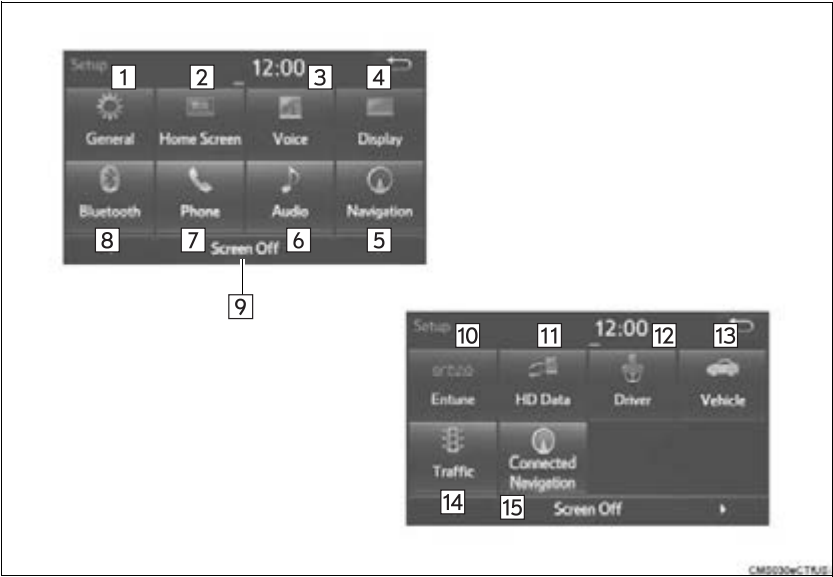 Setup 12:00
1 2 3 4
General Home Screen Voice Display
Bluetooth Phone Audio Navigation
8 7 6 5
Screen Off
9
Setup 12:00
10 11 12 13
Entune HD Data Driver Vehicle
Traffic Connected
Navigation
14 15 Screen Off